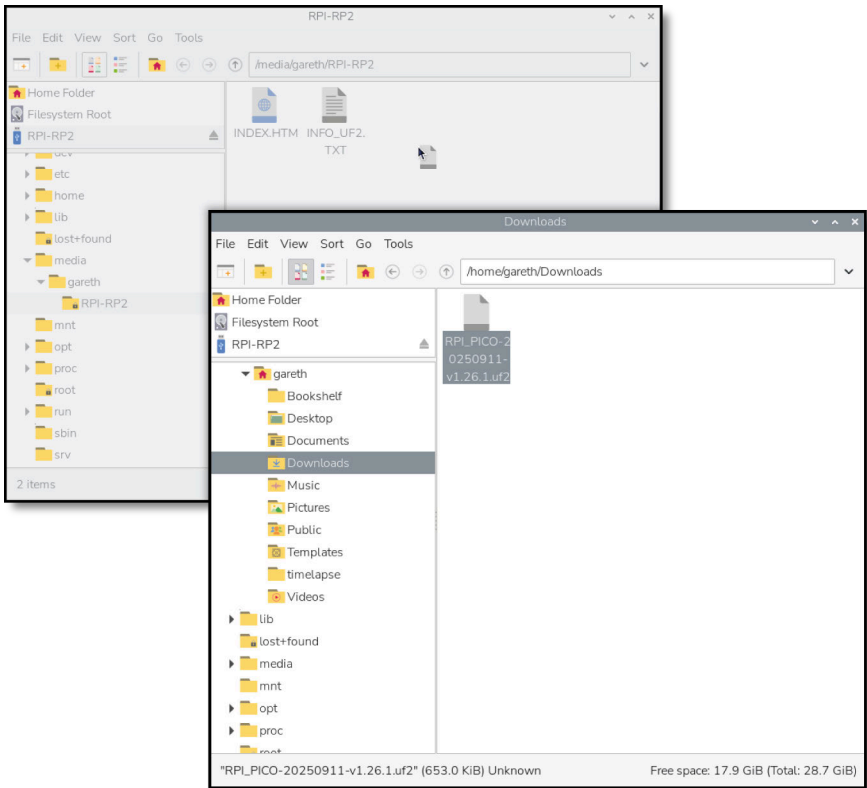 RPI-RP2
File Edit View Sort Go Tools
/media/gareth/RPI-RP2
Home Folder
Filesystem Root
RPI-RP2
etc
home
lib
lost+found
media
gareth
RPI-RP2
mnt
opt
proc
root
run
sbin
srv
2 items
INDEX.HTM INFO_UF2.
TXT
Downloads
File Edit View Sort Go Tools
/home/gareth/Downloads
Home Folder
Filesystem Root
RPI-RP2
gareth
Bookshelf
Desktop
Documents
Downloads
Music
Pictures
Public
Templates
timelapse
Videos
lib
lost+found
media
mnt
opt
proc
root
RPI_PICO-2
0250911-
v1.26.1.uf2
"RPI_PICO-20250911-v1.26.1.uf2" (653.0 KiB) Unknown Free space: 17.9 GiB (Total: 28.7 GiB)